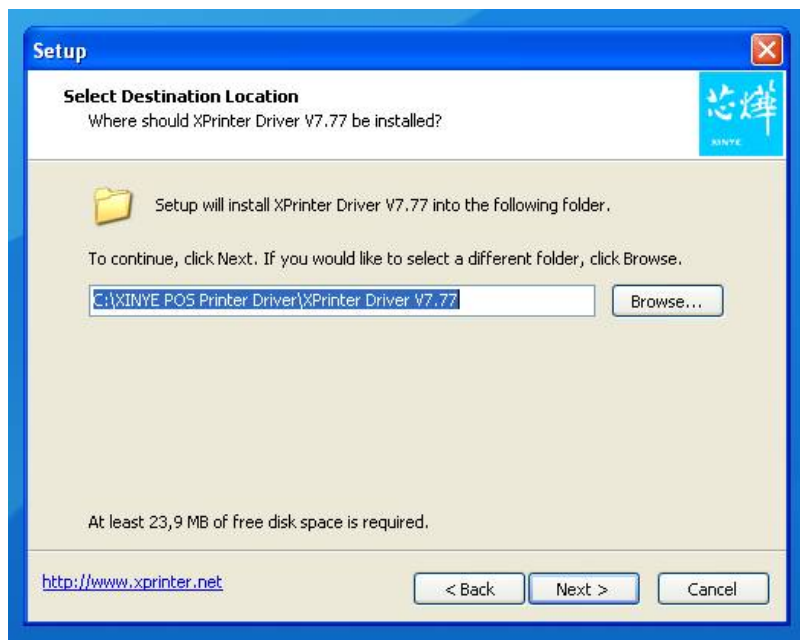 Setup
Select Destination Location
Where should XPrinter Driver V7.77 be installed?
芯烨
XINYE
Setup will install XPrinter Driver V7.77 into the following folder.
To continue, click Next. If you would like to select a different folder, click Browse.
C:\XINYE POS Printer Driver\XPrinter Driver V7.77
Browse...
At least 23,9 MB of free disk space is required.
http://www.xprinter.net
< Back
Next >
Cancel